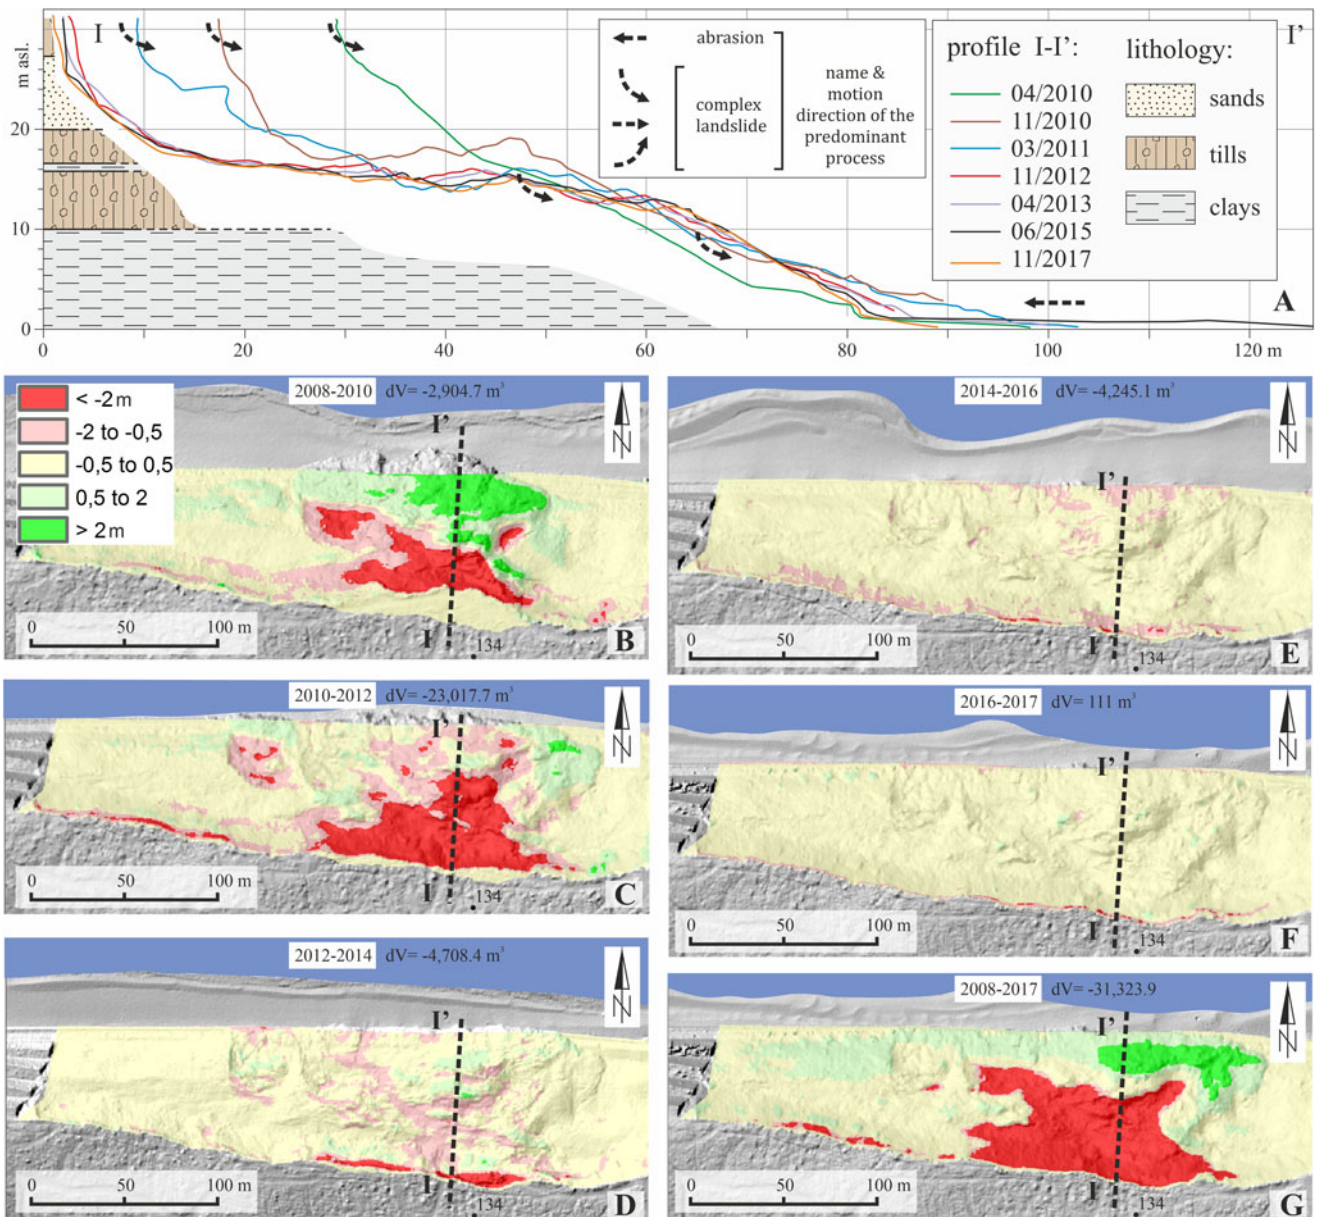 I
I'
m asl.
20
10
0
0
20
40
60
80
100
120 m
abrasion
complex
landslide
name &
motion
direction of the
predominant
process
profile I-I':
04/2010
11/2010
03/2011
11/2012
04/2013
06/2015
11/2017
lithology:
sands
tills
clays
A
< -2 m
-2 to -0,5
-0,5 to 0,5
0,5 to 2
> 2 m
2008-2010 dV= -2,904.7 m³
N
I'
I
134
0 50 100 m
B
2014-2016 dV= -4,245.1 m³
N
I'
I
134
0 50 100 m
E
2010-2012 dV= -23,017.7 m³
N
I'
I
134
0 50 100 m
C
2016-2017 dV= 111 m³
N
I'
I
134
0 50 100 m
F
2012-2014 dV= -4,708.4 m³
N
I'
I
134
0 50 100 m
D
2008-2017 dV= -31,323.9
N
I'
I
134
0 50 100 m
G